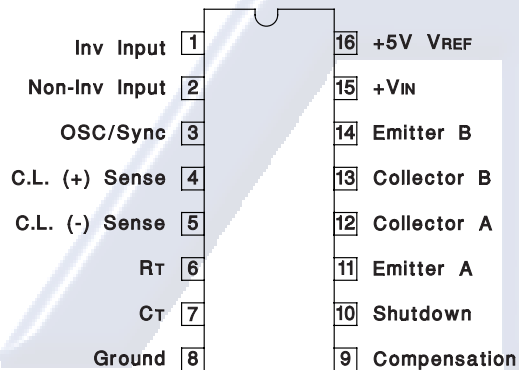 Inv Input 1 16 +5V VREF
Non-Inv Input 2 15 +VIN
OSC/Sync 3 14 Emitter B
C.L. (+) Sense 4 13 Collector B
C.L. (-) Sense 5 12 Collector A
RT 6 11 Emitter A
CT 7 10 Shutdown
Ground 8 9 Compensation